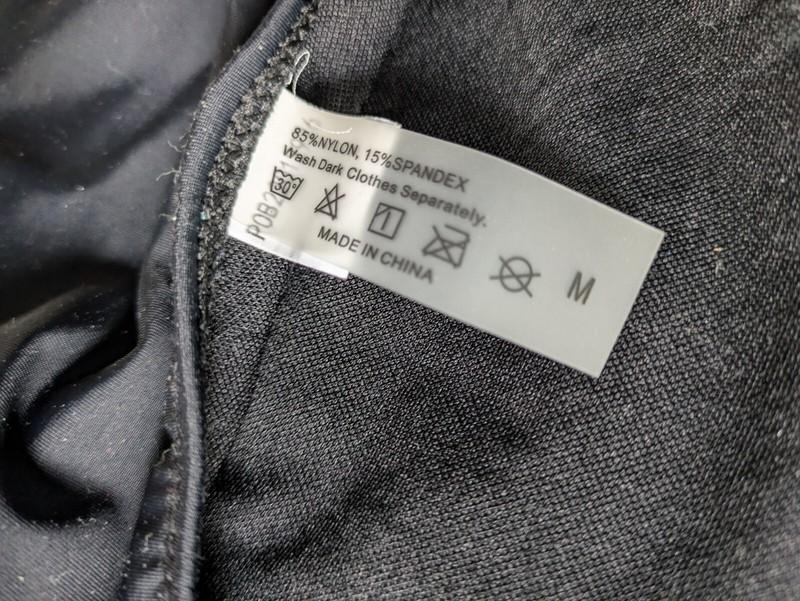 85%NYLON, 15%SPANDEX
Wash Dark Clothes Separately.
30°
MADE IN CHINA
M